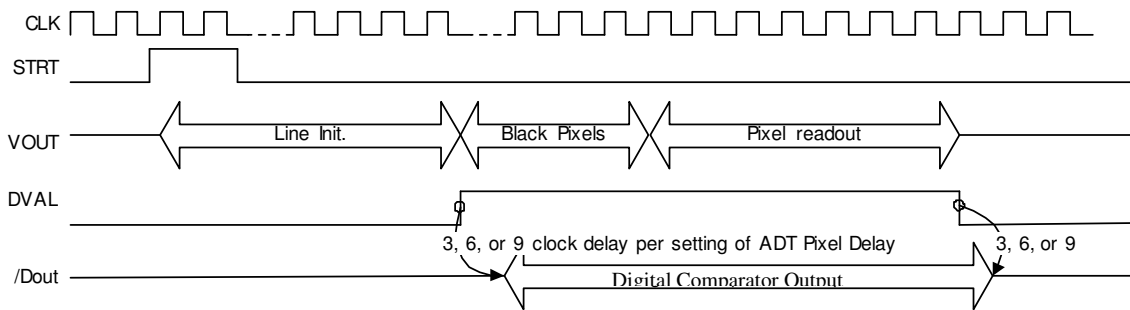 CLK
STRT
VOUT
Line Init.
Black Pixels
Pixel readout
DVAL
3, 6, or 9 clock delay per setting of ADT Pixel Delay
3, 6, or 9
/Dout
Digital Comparator Output